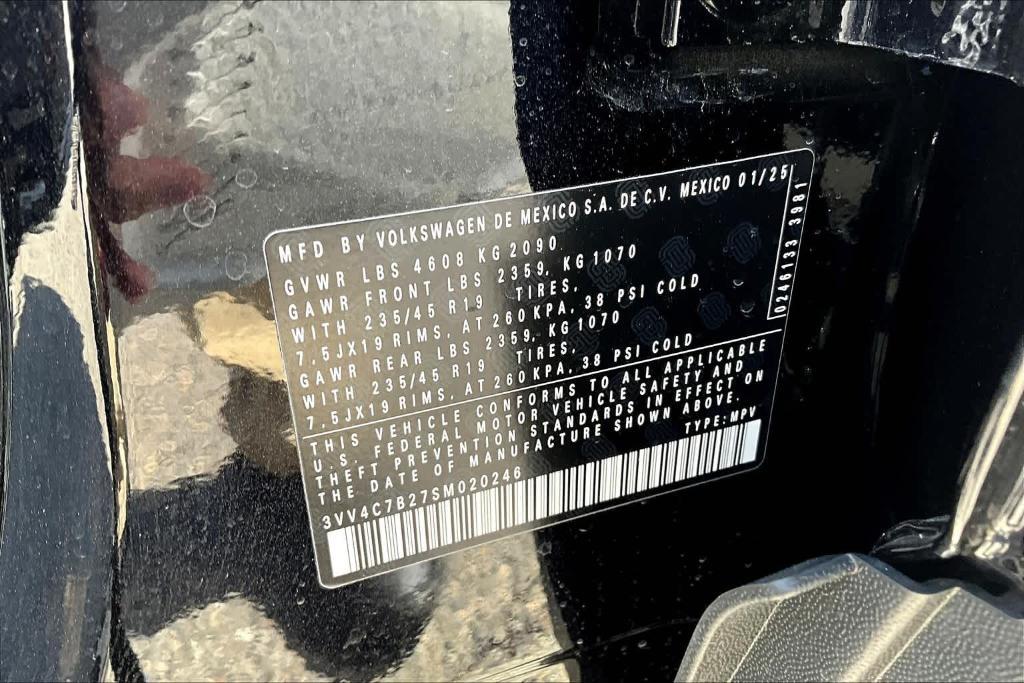 MFD BY VOLKSWAGEN DE MEXICO S.A. DE C.V. MEXICO 01/25
GVWR LBS 4608 KG 2090
GAWR FRONT LBS 2359, KG 1070
WITH 235/45 R19 TIRES,
7,5JX19 RIMS, AT 260 KPA, 38 PSI COLD
GAWR REAR LBS 2359, KG 1070
WITH 235/45 R19 TIRES,
7,5JX19 RIMS, AT 260 KPA, 38 PSI COLD
THIS VEHICLE CONFORMS TO ALL APPLICABLE
U.S. FEDERAL MOTOR VEHICLE SAFETY AND
THEFT PREVENTION STANDARDS IN EFFECT ON
THE DATE OF MANUFACTURE SHOWN ABOVE.
3VV4C7B27SM020246 TYPE: MPV
0246133 3981